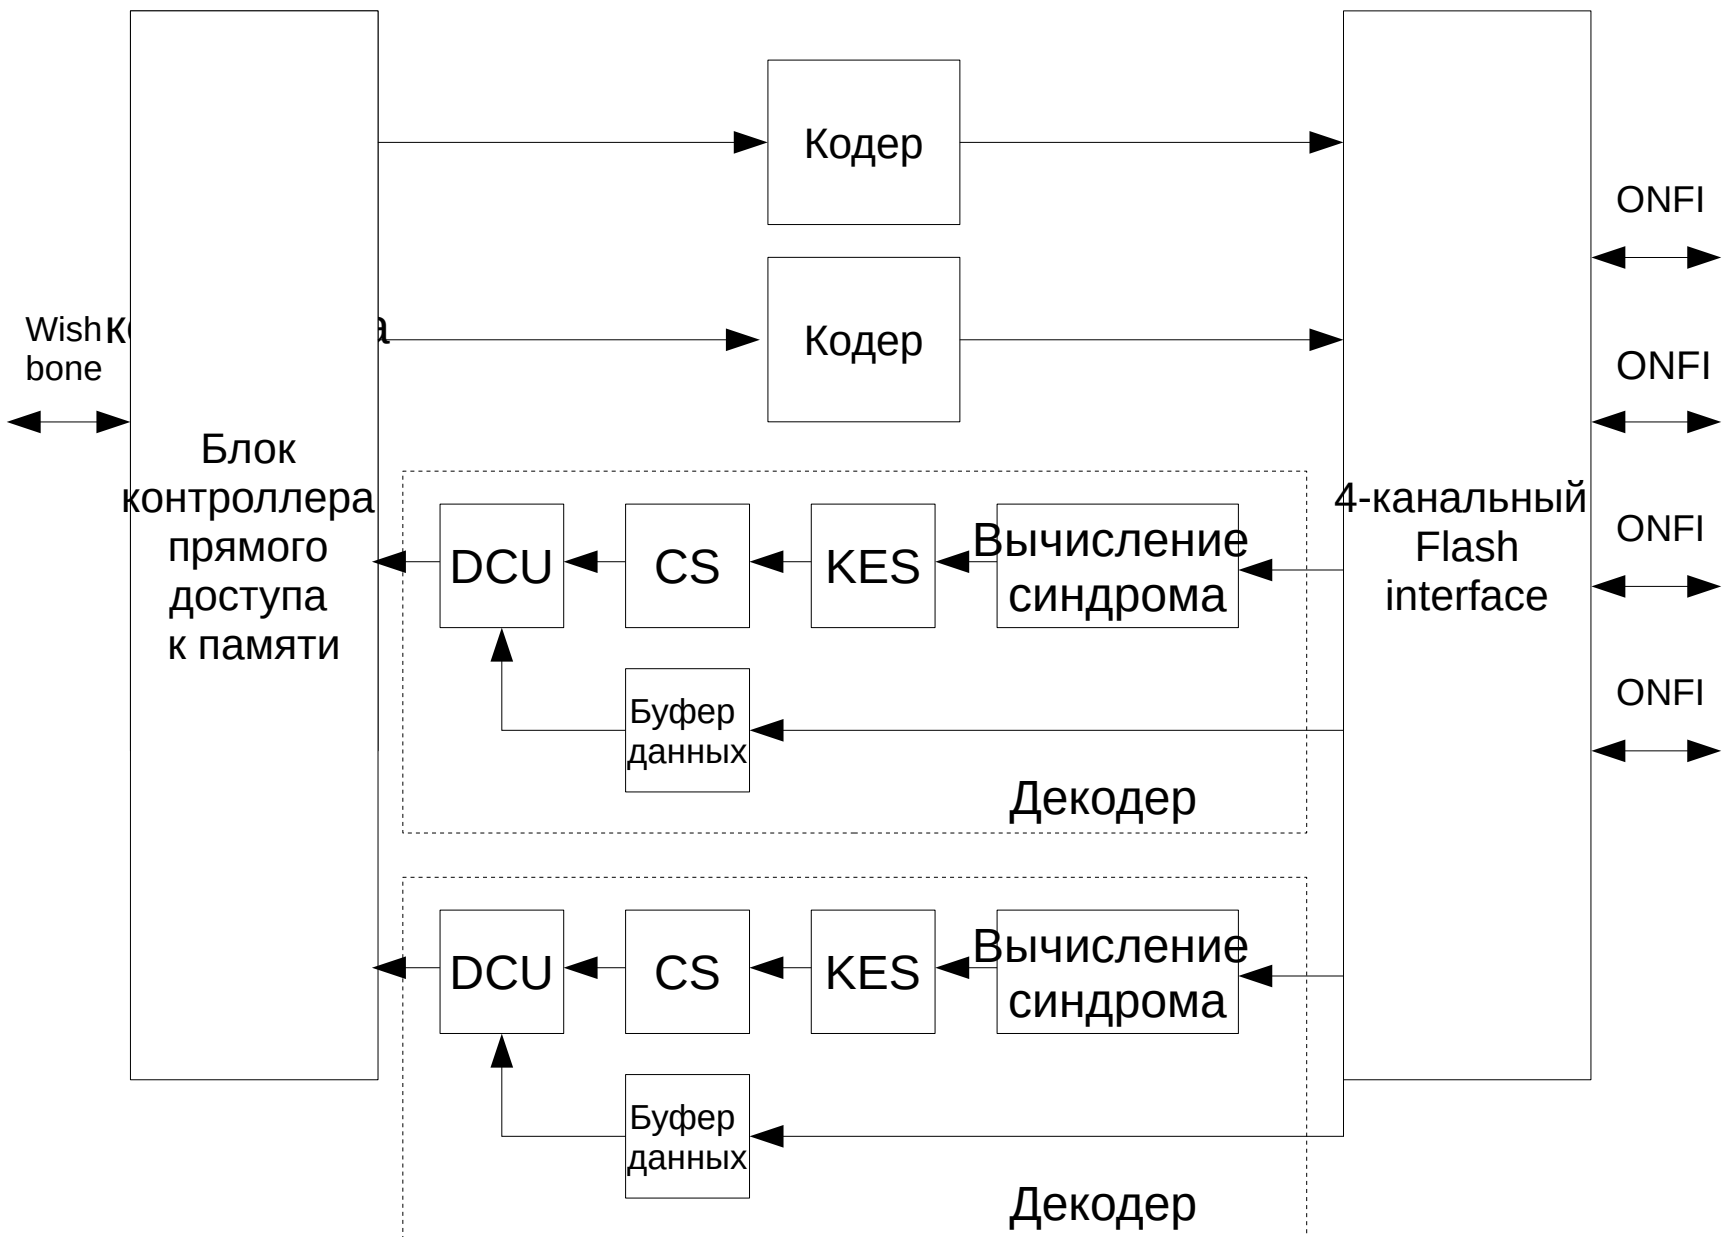 Кодер
ONFI
Кодер
Wish
bone
ONFI
Блок
контроллера
прямого
доступа
к памяти
4-канальный
Flash
interface
ONFI
DCU
CS
KES
Вычисление
синдрома
Буфер
данных
ONFI
Декодер
DCU
CS
KES
Вычисление
синдрома
Буфер
данных
Декодер